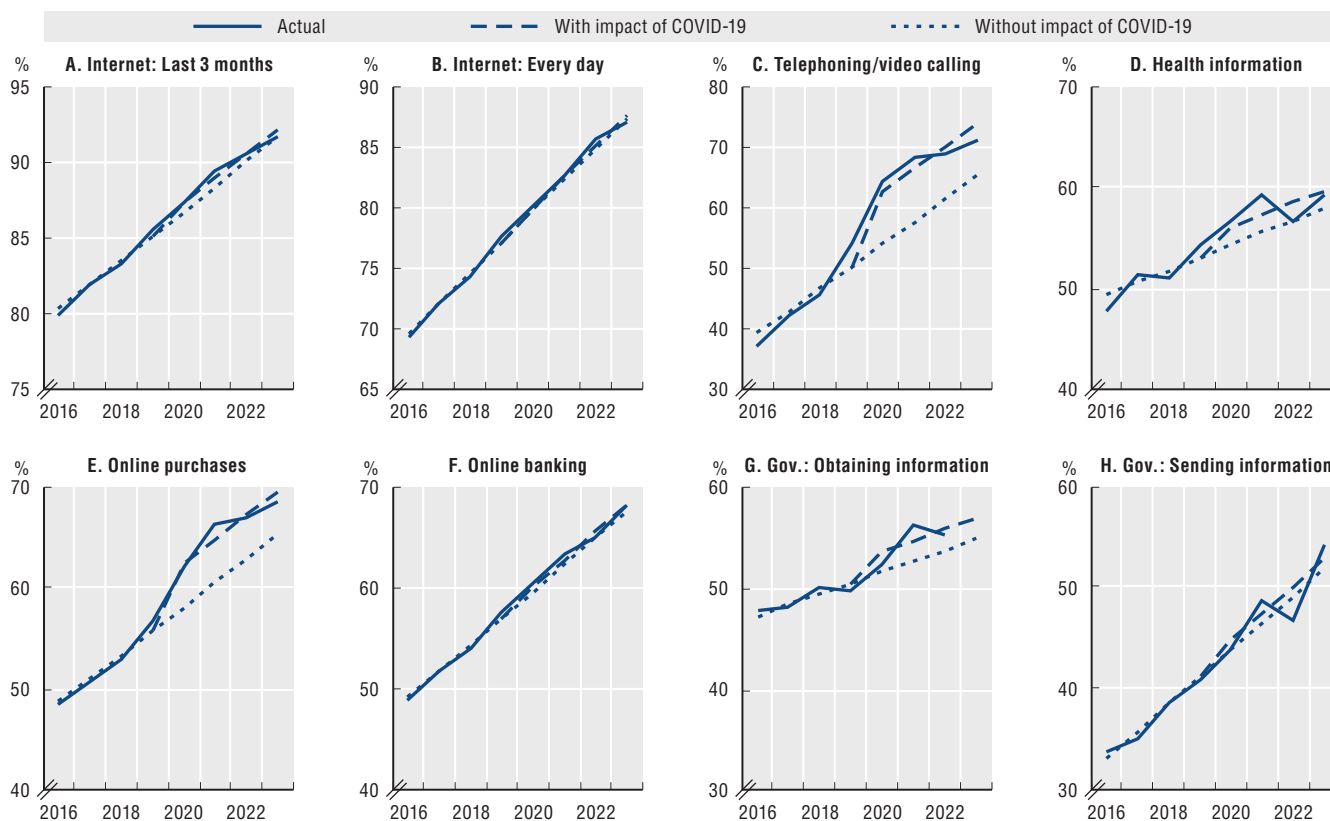 Actual With impact of COVID-19 Without impact of COVID-19
% A. Internet: Last 3 months
95
90
85
80
75
2016 2018 2020 2022
% B. Internet: Every day
90
85
80
75
70
65
2016 2018 2020 2022
% C. Telephoning/video calling
80
70
60
50
40
30
2016 2018 2020 2022
% D. Health information
70
60
50
40
2016 2018 2020 2022
% E. Online purchases
70
60
50
40
2016 2018 2020 2022
% F. Online banking
70
60
50
40
2016 2018 2020 2022
% G. Gov.: Obtaining information
60
50
40
30
2016 2018 2020 2022
% H. Gov.: Sending information
60
50
40
30
2016 2018 2020 2022